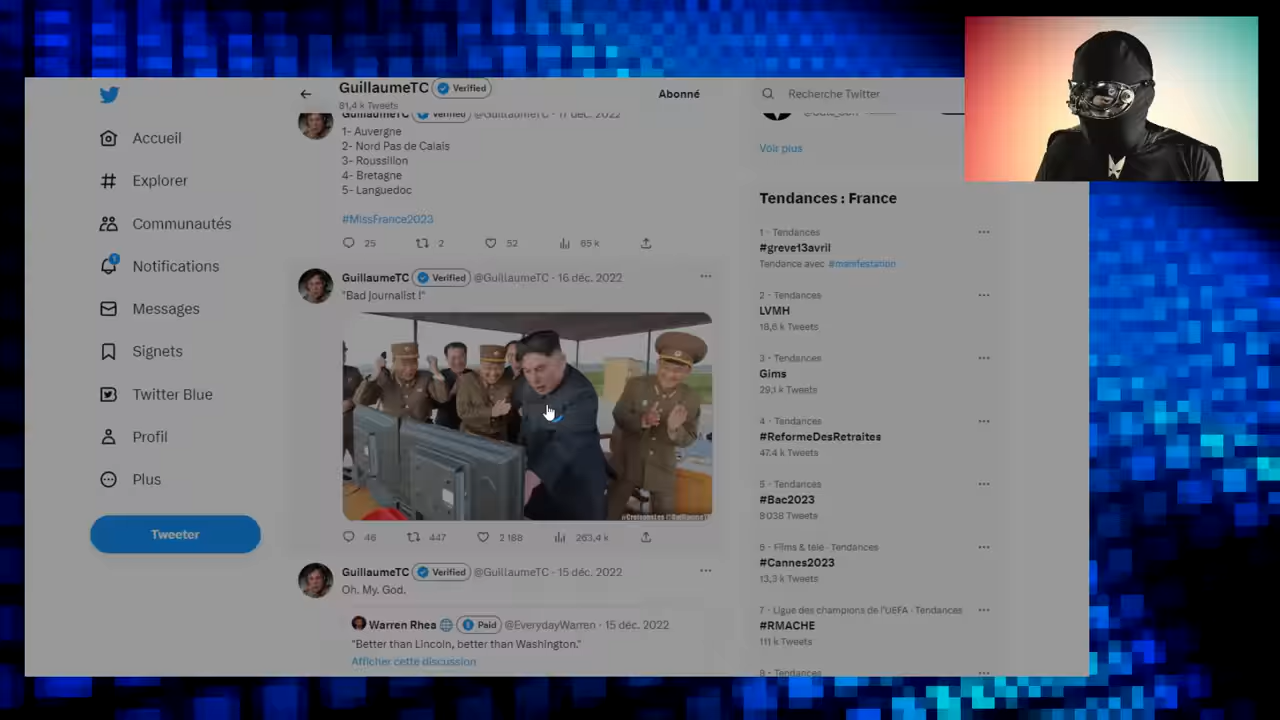 GuillaumeTC Verified
81,4 k Tweets
Abonné
Recherche Twitter
GuillaumeTC Verified @GuillaumeTC · 17 déc. 2022
1- Auvergne
2- Nord Pas de Calais
3- Roussillon
4- Bretagne
5- Languedoc
#MissFrance2023
25 2 52 65 k
GuillaumeTC Verified @GuillaumeTC · 16 déc. 2022
"Bad journalist !"
46 447 2 188 263,4 k
GuillaumeTC Verified @GuillaumeTC · 15 déc. 2022
Oh. My. God.
Warren Rhea Paid @EverydayWarren · 15 déc. 2022
"Better than Lincoln, better than Washington."
Afficher cette discussion
Accueil
Explorer
Communautés
1
Notifications
Messages
Signets
Twitter Blue
Profil
Plus
Tweeter
Voir plus
Tendances : France
1 · Tendances
#greve13avril
Tendance avec #manifestation
2 · Tendances
LVMH
18,6 k Tweets
3 · Tendances
Gims
29,1 k Tweets
4 · Tendances
#ReformeDesRetraites
47,4 k Tweets
5 · Tendances
#Bac2023
8 038 Tweets
6 · Films & télé · Tendances
#Cannes2023
13,3 k Tweets
7 · Ligue des champions de l'UEFA · Tendances
#RMACHE
111 k Tweets
8 · Tendances